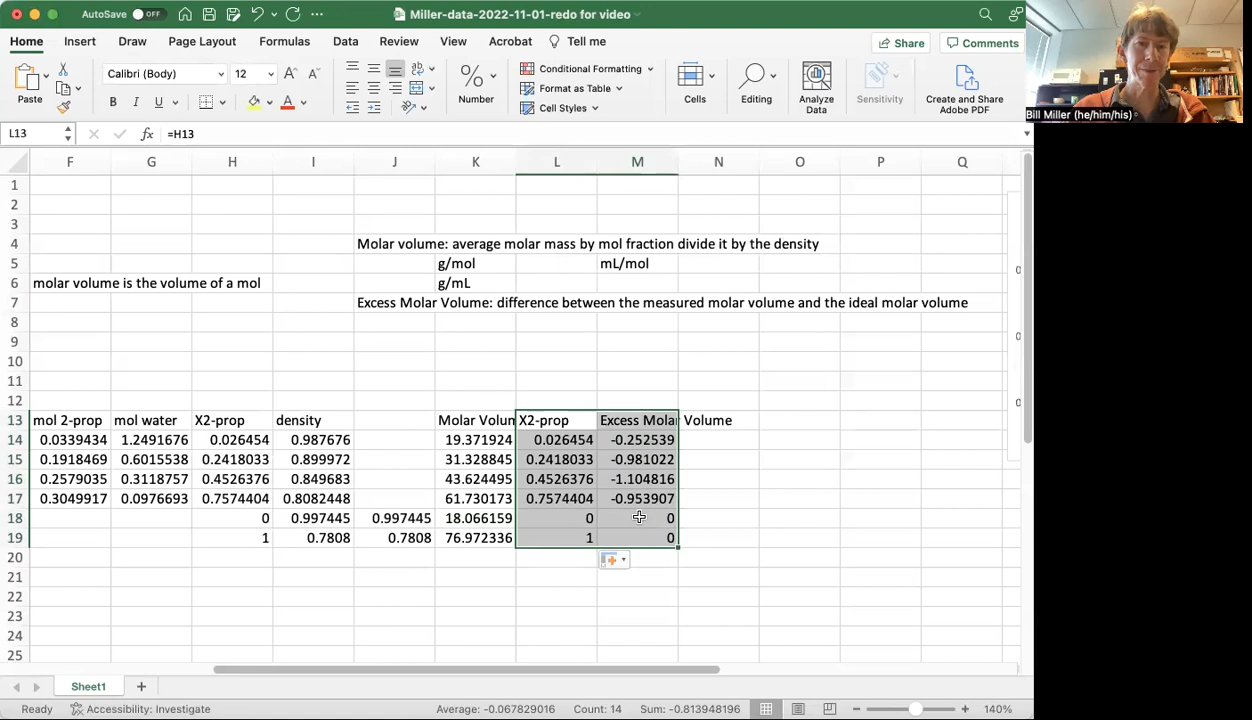 AutoSave OFF Miller-data-2022-11-01-redo for video
Home Insert Draw Page Layout Formulas Data Review View Acrobat Tell me Share Comments
Paste Calibri (Body) 12 Number Conditional Formatting Format as Table Cell Styles Cells Editing Analyze Data Sensitivity Create and Share Adobe PDF
Bill Miller (he/him/his)
L13 fx =H13
F G H I J K L M N O P Q
1
2
3
4 Molar volume: average molar mass by mol fraction divide it by the density
5 g/mol mL/mol
6 molar volume is the volume of a mol g/mL
7 Excess Molar Volume: difference between the measured molar volume and the ideal molar volume
8
9
10
11
12
13 mol 2-prop mol water X2-prop density Molar Volum X2-prop Excess Molar Volume
14 0.0339434 1.2491676 0.026454 0.987676 19.371924 0.026454 -0.252539
15 0.1918469 0.6015538 0.2418033 0.899972 31.328845 0.2418033 -0.981022
16 0.2579035 0.3118757 0.4526376 0.849683 43.624495 0.4526376 -1.104816
17 0.3049917 0.0976693 0.7574404 0.8082448 61.730173 0.7574404 -0.953907
18 0 0.997445 0.997445 18.066159 0 0
19 1 0.7808 0.7808 76.972336 1 0
20
21
22
23
24
25
Sheet1
Ready Accessibility: Investigate Average: -0.067829016 Count: 14 Sum: -0.813948196 140%